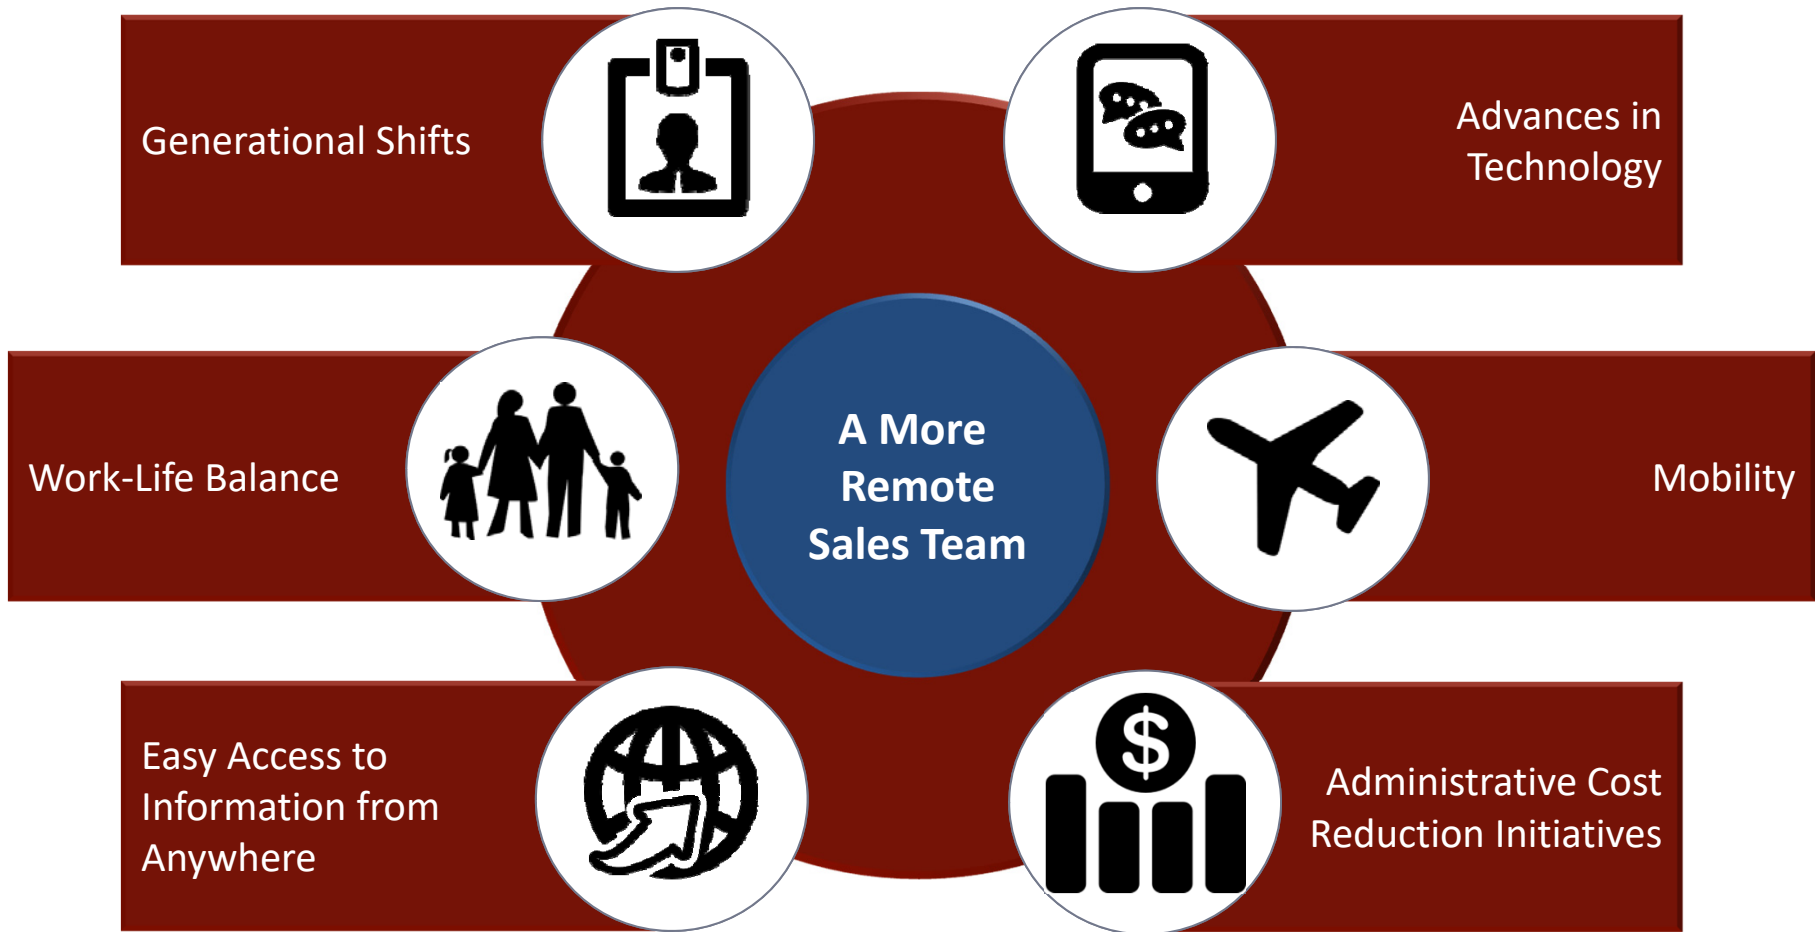 Generational Shifts
Advances in
Technology
Work-Life Balance
A More
Remote
Sales Team
Mobility
Easy Access to
Information from
Anywhere
$
Administrative Cost
Reduction Initiatives